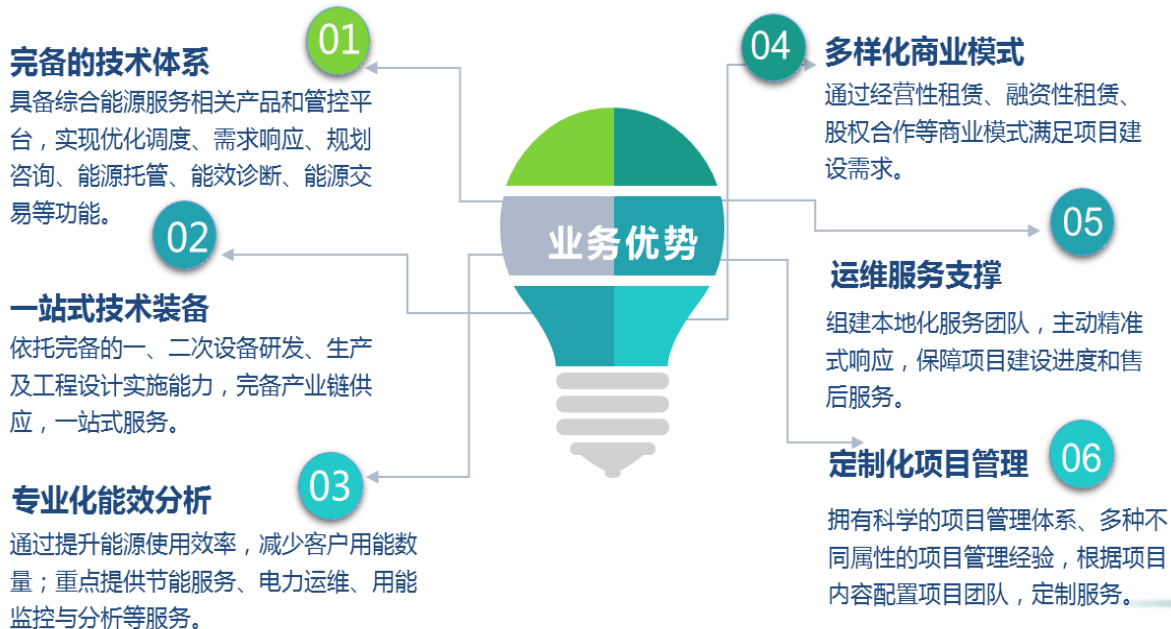 01
完备的技术体系
具备综合能源服务相关产品和管控平
台，实现优化调度、需求响应、规划
咨询、能源托管、能效诊断、能源交
易等功能。
02
一站式技术装备
依托完备的一、二次设备研发、生产
及工程设计实施能力，完备产业链供
应，一站式服务。
03
专业化能效分析
通过提升能源使用效率，减少客户用能数
量；重点提供节能服务、电力运维、用能
监控与分析等服务。
业务优势
04
多样化商业模式
通过经营性租赁、融资性租赁、
股权合作等商业模式满足项目建
设需求。
05
运维服务支撑
组建本地化服务团队，主动精准
式响应，保障项目建设进度和售
后服务。
定制化项目管理
06
拥有科学的项目管理体系、多种不
同属性的项目管理经验，根据项目
内容配置项目团队，定制服务。